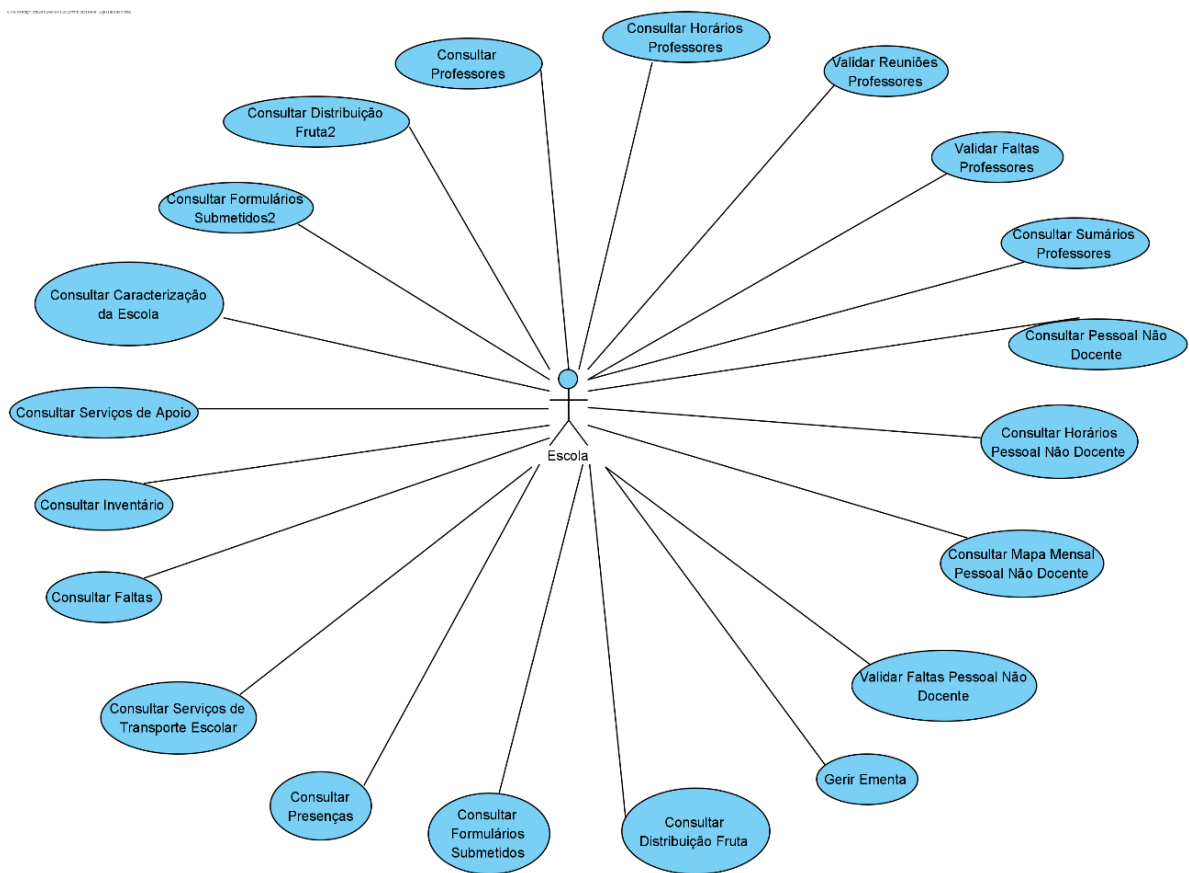 Consultar Horários
Professores
Consultar
Professores
Validar Reuniões
Professores
Consultar Distribuição
Fruta2
Validar Faltas
Professores
Consultar Formulários
Submetidos2
Consultar Sumários
Professores
Consultar Caracterização
da Escola
Consultar Pessoal Não
Docente
Consultar Serviços de Apoio
Consultar Horários
Pessoal Não Docente
Escola
Consultar Inventário
Consultar Mapa Mensal
Pessoal Não Docente
Consultar Faltas
Validar Faltas Pessoal Não
Docente
Consultar Serviços de
Transporte Escolar
Gerir Ementa
Consultar
Presenças
Consultar
Formulários
Submetidos
Consultar
Distribuição Fruta